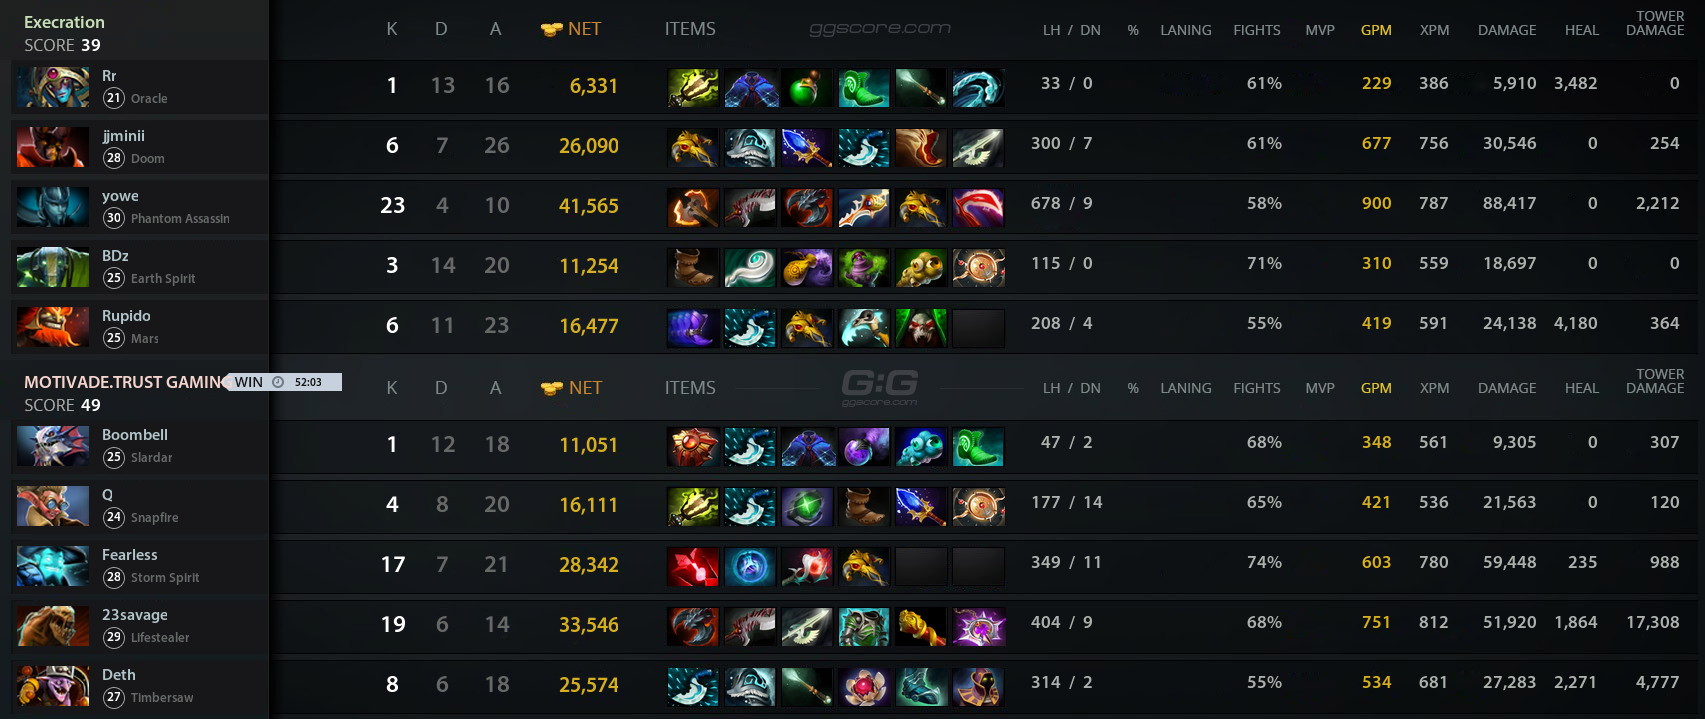 Execration
SCORE 39
K D A NET ITEMS ggscore.com LH / DN % LANING FIGHTS MVP GPM XPM DAMAGE HEAL TOWER DAMAGE
Rr
21 Oracle
1 13 16 6,331 33 / 0 61% 229 386 5,910 3,482 0
jjminii
28 Doom
6 7 26 26,090 300 / 7 61% 677 756 30,546 0 254
yowe
30 Phantom Assassin
23 4 10 41,565 678 / 9 58% 900 787 88,417 0 2,212
BDz
25 Earth Spirit
3 14 20 11,254 115 / 0 71% 310 559 18,697 0 0
Rupido
25 Mars
6 11 23 16,477 208 / 4 55% 419 591 24,138 4,180 364
MOTIVADE.TRUST GAMIN WIN 52:03
SCORE 49
K D A NET ITEMS G:G ggscore.com LH / DN % LANING FIGHTS MVP GPM XPM DAMAGE HEAL TOWER DAMAGE
Boombell
25 Slardar
1 12 18 11,051 47 / 2 68% 348 561 9,305 0 307
Q
24 Snapfire
4 8 20 16,111 177 / 14 65% 421 536 21,563 0 120
Fearless
28 Storm Spirit
17 7 21 28,342 349 / 11 74% 603 780 59,448 235 988
23savage
29 Lifestealer
19 6 14 33,546 404 / 9 68% 751 812 51,920 1,864 17,308
Deth
27 Timbersaw
8 6 18 25,574 314 / 2 55% 534 681 27,283 2,271 4,777